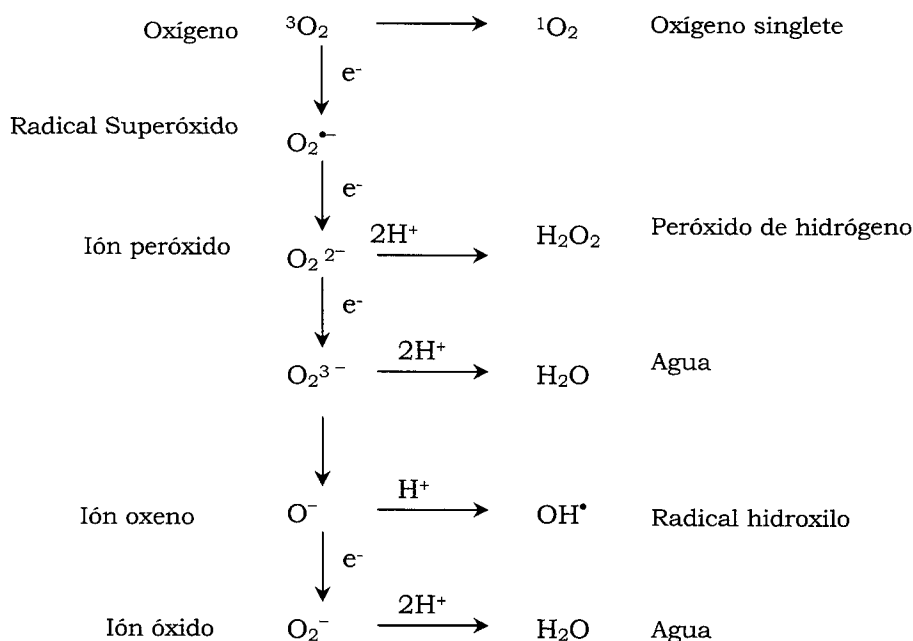 Oxígeno ³O₂ ¹O₂ Oxígeno singlete
e⁻
Radical Superóxido O₂•⁻
e⁻
Ión peróxido O₂²⁻ 2H⁺ H₂O₂ Peróxido de hidrógeno
e⁻
O₂³⁻ 2H⁺ H₂O Agua
Ión oxeno O⁻ H⁺ OH• Radical hidroxilo
e⁻
Ión óxido O₂⁻ 2H⁺ H₂O Agua